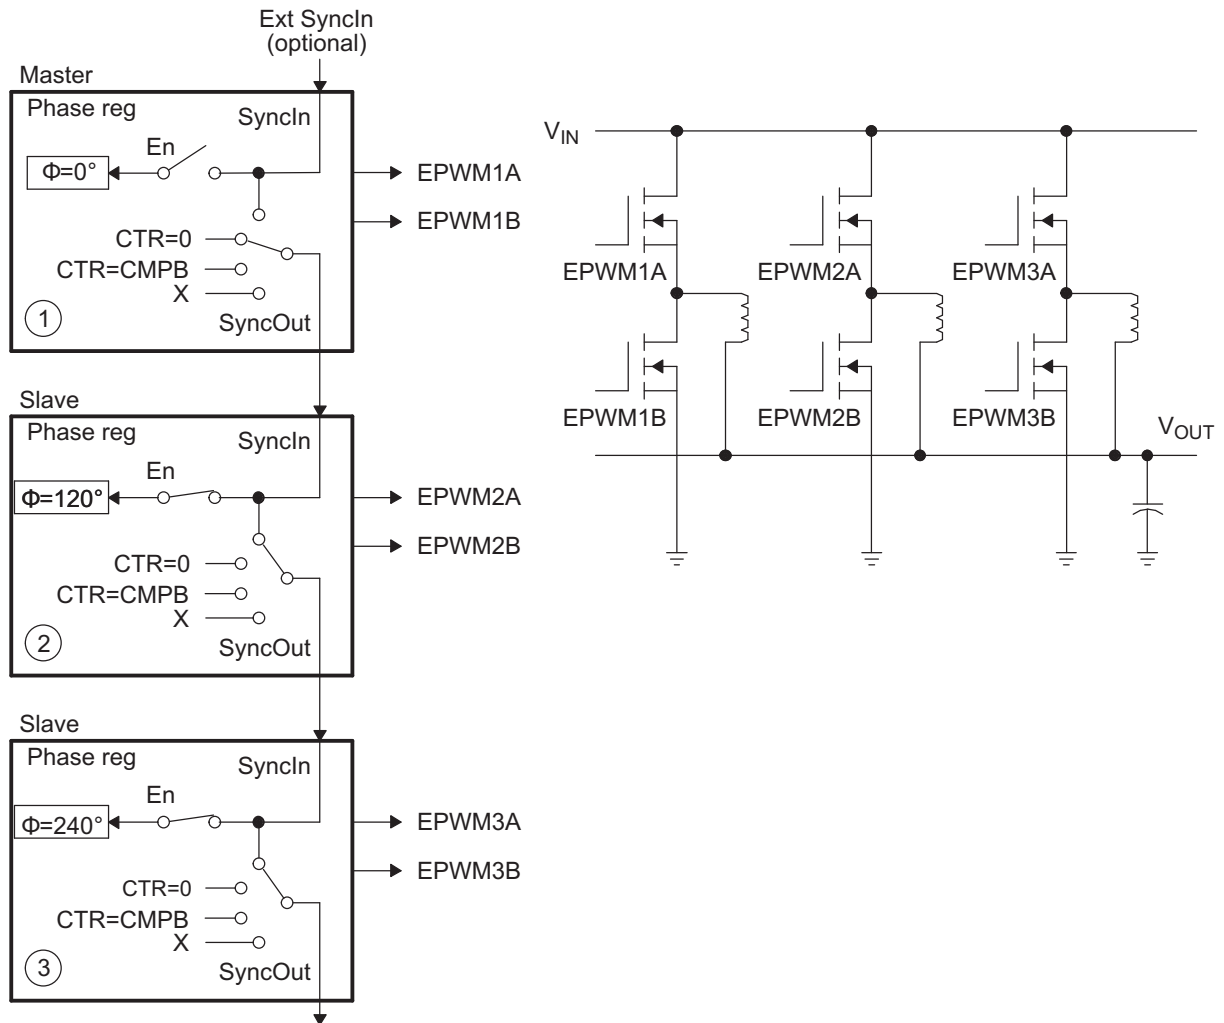 Ext SyncIn
(optional)
Master
Phase reg
SyncIn
En
Φ=0°
EPWM1A
EPWM1B
CTR=0
CTR=CMPB
X
1
SyncOut
Slave
Phase reg
SyncIn
En
Φ=120°
EPWM2A
EPWM2B
CTR=0
CTR=CMPB
X
2
SyncOut
Slave
Phase reg
SyncIn
En
Φ=240°
EPWM3A
EPWM3B
CTR=0
CTR=CMPB
X
3
SyncOut
VIN
EPWM1A
EPWM2A
EPWM3A
EPWM1B
EPWM2B
EPWM3B
VOUT